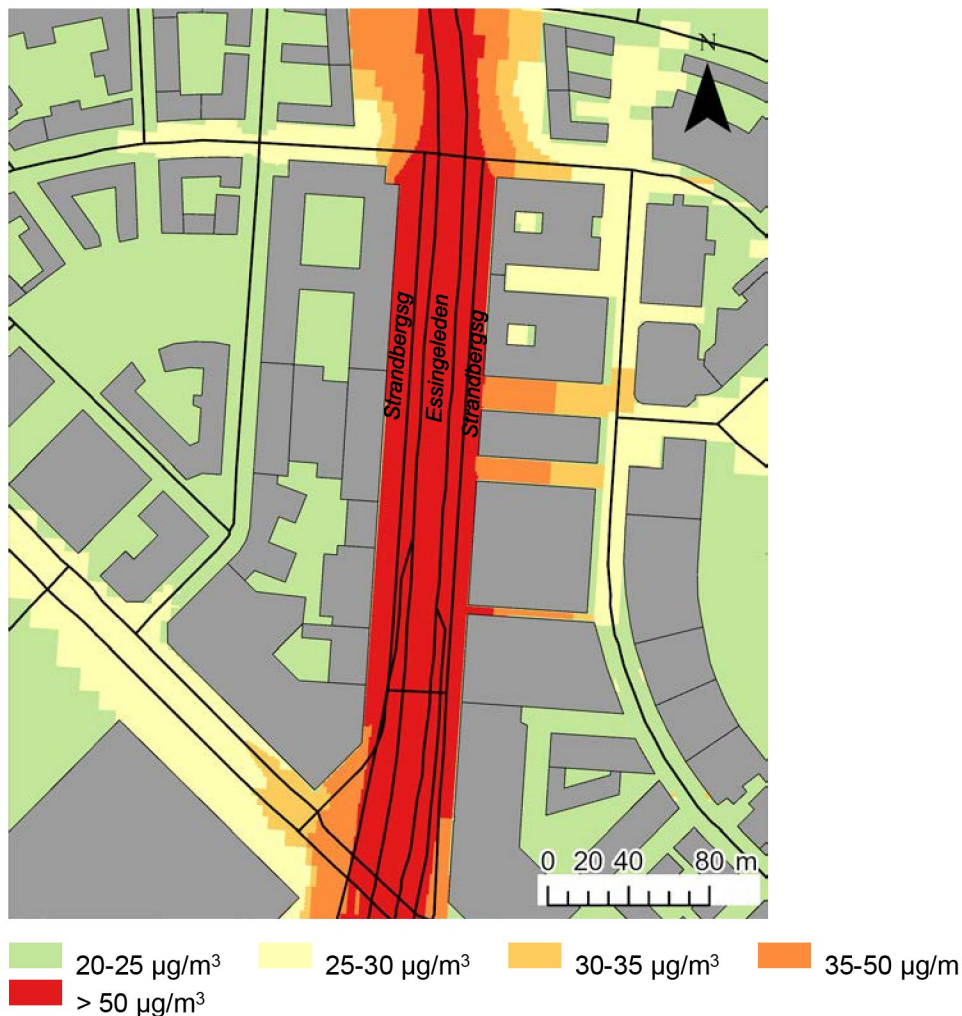 N
Strandbergsg
Essingeleden
Strandbergsg
0 20 40 80 m
20-25 µg/m³ 25-30 µg/m³ 30-35 µg/m³ 35-50 µg/m
> 50 µg/m³